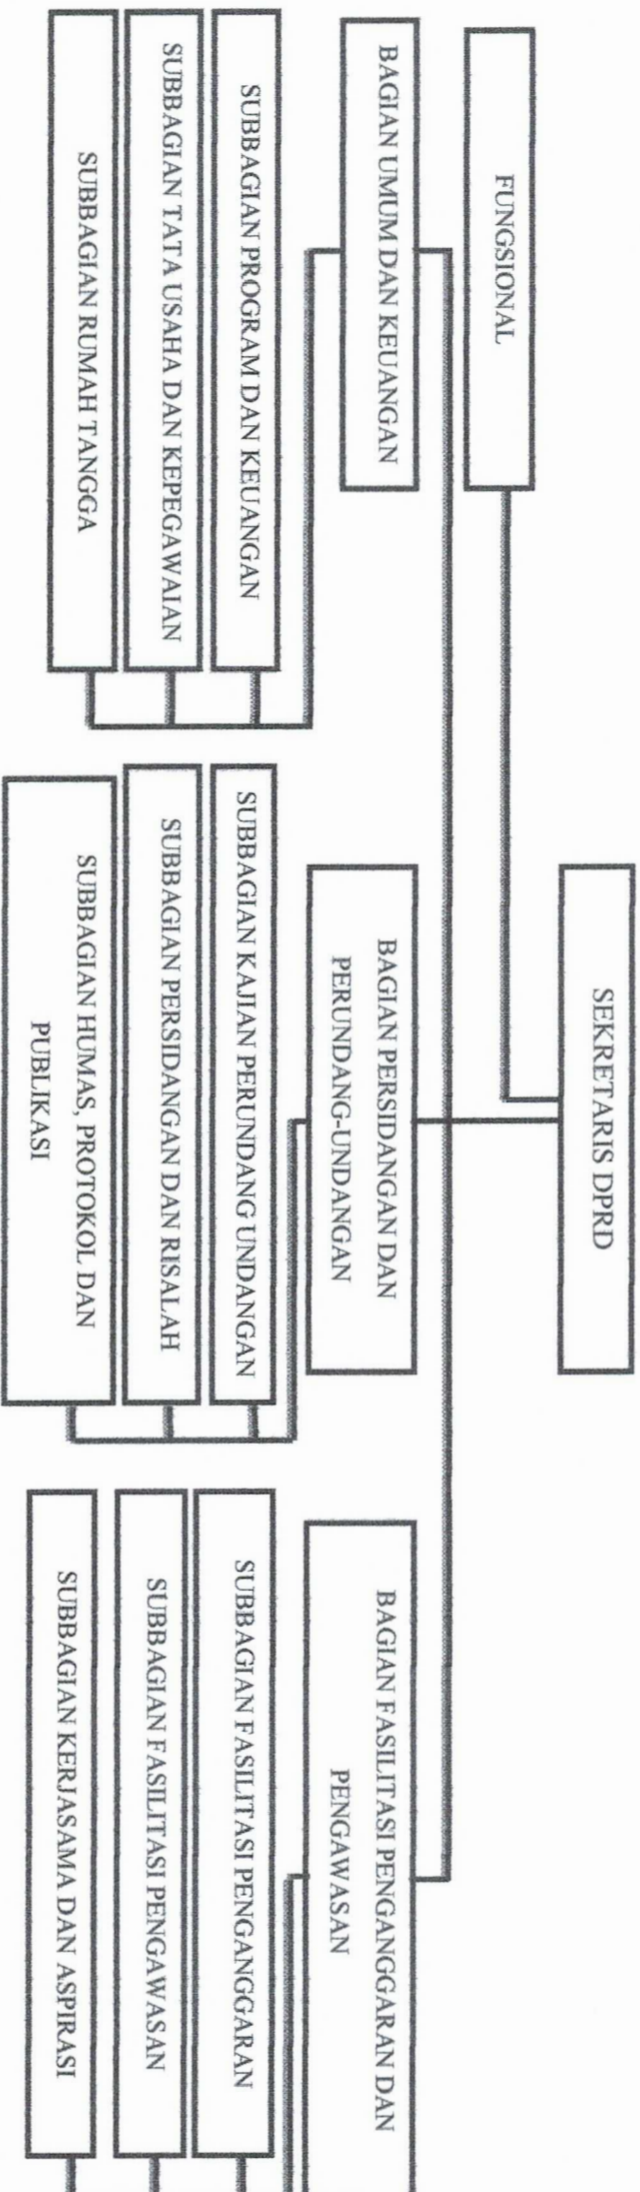 SEKRETARIS DPRD
FUNGSIONAL
BAGIAN UMUM DAN KEUANGAN
SUBBAGIAN PROGRAM DAN KEUANGAN
SUBBAGIAN TATA USAHA DAN KEPEGAWAIAN
SUBBAGIAN RUMAH TANGGA
BAGIAN PERSIDANGAN DAN
PERUNDANG-UNDANGAN
SUBBAGIAN KAJIAN PERUNDANG UNDANGAN
SUBBAGIAN PERSIDANGAN DAN RISALAH
SUBBAGIAN HUMAS, PROTOKOL DAN
PUBLIKASI
BAGIAN FASILITASI PENGANGGARAN DAN
PENGAWASAN
SUBBAGIAN FASILITASI PENGANGGARAN
SUBBAGIAN FASILITASI PENGAWASAN
SUBBAGIAN KERJASAMA DAN ASPIRASI